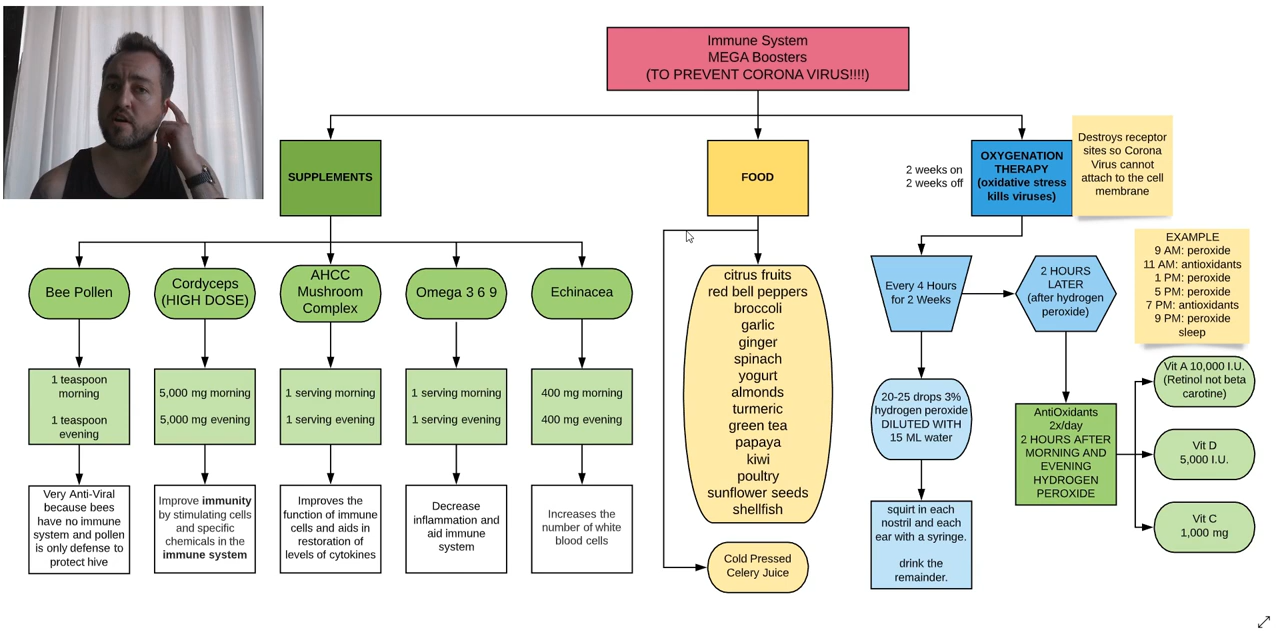 Immune System
MEGA Boosters
(TO PREVENT CORONA VIRUS!!!!)
SUPPLEMENTS
FOOD
2 weeks on
2 weeks off
OXYGENATION
THERAPY
(oxidative stress
kills viruses)
Destroys receptor
sites so Corona
Virus cannot
attach to the cell
membrane
Bee Pollen
Cordyceps
(HIGH DOSE)
AHCC
Mushroom
Complex
Omega 3 6 9
Echinacea
1 teaspoon
morning
1 teaspoon
evening
5,000 mg morning
5,000 mg evening
1 serving morning
1 serving evening
1 serving morning
1 serving evening
400 mg morning
400 mg evening
Very Anti-Viral
because bees
have no immune
system and pollen
is only defense to
protect hive
Improve immunity
by stimulating cells
and specific
chemicals in the
immune system
Improves the
function of immune
cells and aids in
restoration of
levels of cytokines
Decrease
inflammation and
aid immune
system
Increases the
number of white
blood cells
citrus fruits
red bell peppers
broccoli
garlic
ginger
spinach
yogurt
almonds
turmeric
green tea
papaya
kiwi
poultry
sunflower seeds
shellfish
Cold Pressed
Celery Juice
Every 4 Hours
for 2 Weeks
2 HOURS
LATER
(after hydrogen
peroxide)
EXAMPLE
9 AM: peroxide
11 AM: antioxidants
1 PM: peroxide
5 PM: peroxide
7 PM: antioxidants
9 PM: peroxide
sleep
20-25 drops 3%
hydrogen peroxide
DILUTED WITH
15 ML water
squirt in each
nostril and each
ear with a syringe.
drink the
remainder.
AntiOxidants
2x/day
2 HOURS AFTER
MORNING AND
EVENING
HYDROGEN
PEROXIDE
Vit A 10,000 I.U.
(Retinol not beta
carotine)
Vit D
5,000 I.U.
Vit C
1,000 mg